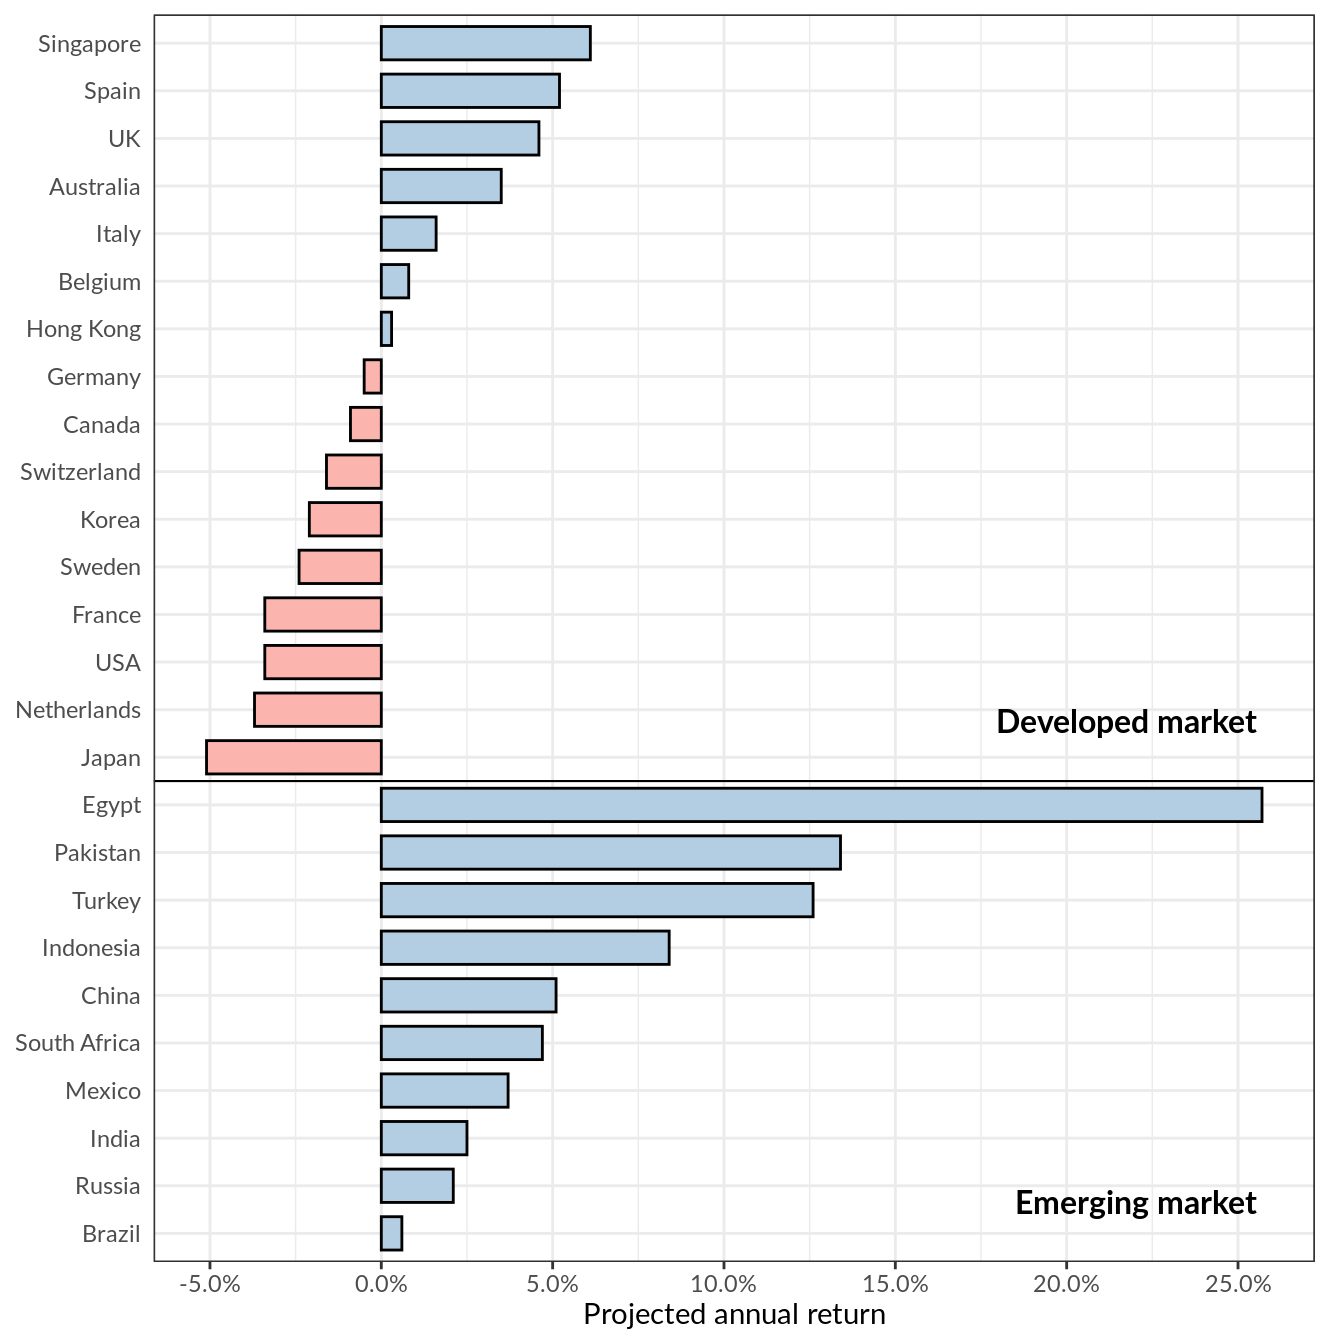 Singapore
Spain
UK
Australia
Italy
Belgium
Hong Kong
Germany
Canada
Switzerland
Korea
Sweden
France
USA
Netherlands
Developed market
Japan
Egypt
Pakistan
Turkey
Indonesia
China
South Africa
Mexico
India
Russia
Emerging market
Brazil
-5.0% 0.0% 5.0% 10.0% 15.0% 20.0% 25.0%
Projected annual return